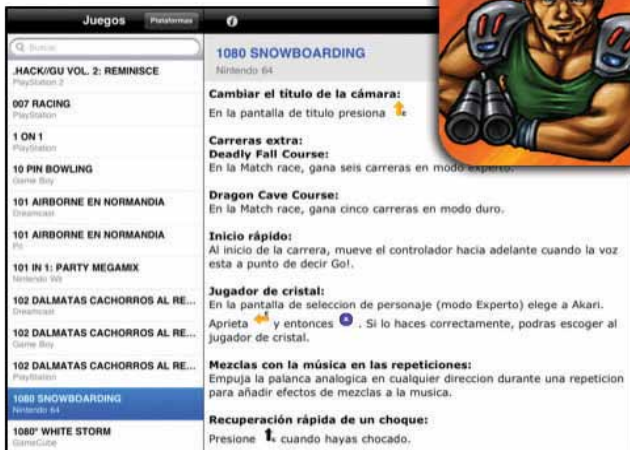 Juegos
Plataformas
Buscar
.HACK//GU VOL. 2: REMINISCE
PlayStation 2
007 RACING
PlayStation
1 ON 1
PlayStation
10 PIN BOWLING
Game Boy
101 AIRBORNE EN NORMANDIA
Dreamcast
101 AIRBORNE EN NORMANDIA
Pc
101 IN 1: PARTY MEGAMIX
Nintendo Wii
102 DALMATAS CACHORROS AL RE...
Dreamcast
102 DALMATAS CACHORROS AL RE...
Game Boy
102 DALMATAS CACHORROS AL RE...
PlayStation
1080 SNOWBOARDING
Nintendo 64
1080° WHITE STORM
GameCube
1080 SNOWBOARDING
Nintendo 64
Cambiar el titulo de la cámara:
En la pantalla de titulo presiona
Carreras extra:
Deadly Fall Course:
En la Match race, gana seis carreras en modo experto.
Dragon Cave Course:
En la Match race, gana cinco carreras en modo duro.
Inicio rápido:
Al inicio de la carrera, mueve el controlador hacia adelante cuando la voz
esta a punto de decir Go!.
Jugador de cristal:
En la pantalla de seleccion de personaje (modo Experto) elege a Akari.
Aprieta y entonces . Si lo haces correctamente, podras escoger al
jugador de cristal.
Mezclas con la música en las repeticiones:
Empuja la palanca analogica en cualquier direccion durante una repeticion
para añadir efectos de mezclas a la musica.
Recuperación rápida de un choque:
Presione cuando hayas chocado.